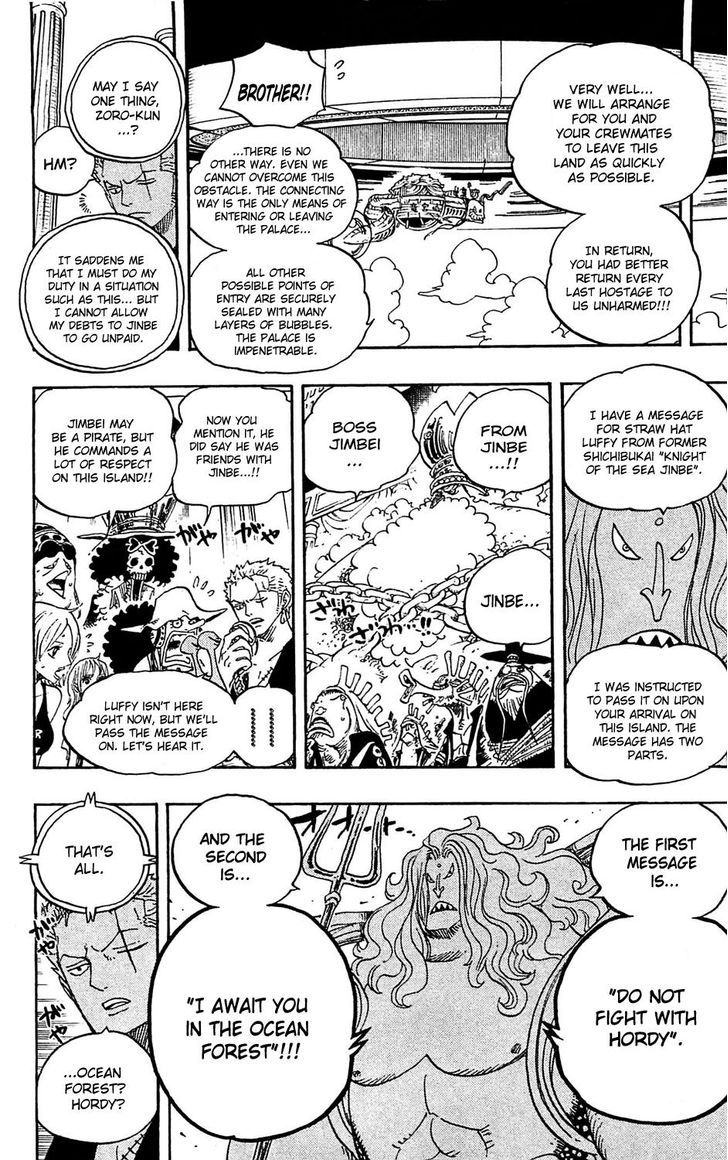 VERY WELL...
WE WILL ARRANGE
FOR YOU AND
YOUR CREWMATES
TO LEAVE THIS
LAND AS QUICKLY
AS POSSIBLE.
IN RETURN,
YOU HAD BETTER
RETURN EVERY
LAST HOSTAGE TO
US UNHARMED!!!
BROTHER!!
...THERE IS NO
OTHER WAY. EVEN WE
CANNOT OVERCOME THIS
OBSTACLE. THE CONNECTING
WAY IS THE ONLY MEANS OF
ENTERING OR LEAVING
THE PALACE...
ALL OTHER
POSSIBLE POINTS OF
ENTRY ARE SECURELY
SEALED WITH MANY
LAYERS OF BUBBLES.
THE PALACE IS
IMPENETRABLE.
MAY I SAY
ONE THING,
ZORO-KUN
...?
HM?
IT SADDENS
ME THAT I MUST DO MY
DUTY IN A SITUATION
SUCH AS THIS... BUT
I CANNOT ALLOW
MY DEBTS TO JINBE
TO GO UNPAID.
I HAVE A MESSAGE
FOR STRAW HAT
LUFFY FROM FORMER
SHICHIBUKAI "KNIGHT
OF THE SEA JINBE".
I WAS INSTRUCTED
TO PASS IT ON UPON
YOUR ARRIVAL ON
THIS ISLAND. THE
MESSAGE HAS TWO
PARTS.
FROM
JINBE
...!!
BOSS
JIMBEI
...
JINBE...
ざわ
ざわ...!!
NOW YOU
MENTION IT, HE
DID SAY HE WAS
FRIENDS WITH
JINBE...!!
JIMBEI MAY
BE A PIRATE, BUT
HE COMMANDS A
LOT OF RESPECT
ON THIS ISLAND!!
ガヤ
ガヤ
LUFFY ISN'T HERE
RIGHT NOW, BUT WE'LL
PASS THE MESSAGE
ON. LET'S HEAR IT.
THE FIRST
MESSAGE
IS...
"DO NOT
FIGHT WITH
HORDY".
AND THE
SECOND
IS...
"I AWAIT YOU
IN THE OCEAN
FOREST"!!!
THAT'S
ALL.
...OCEAN
FOREST?
HORDY?